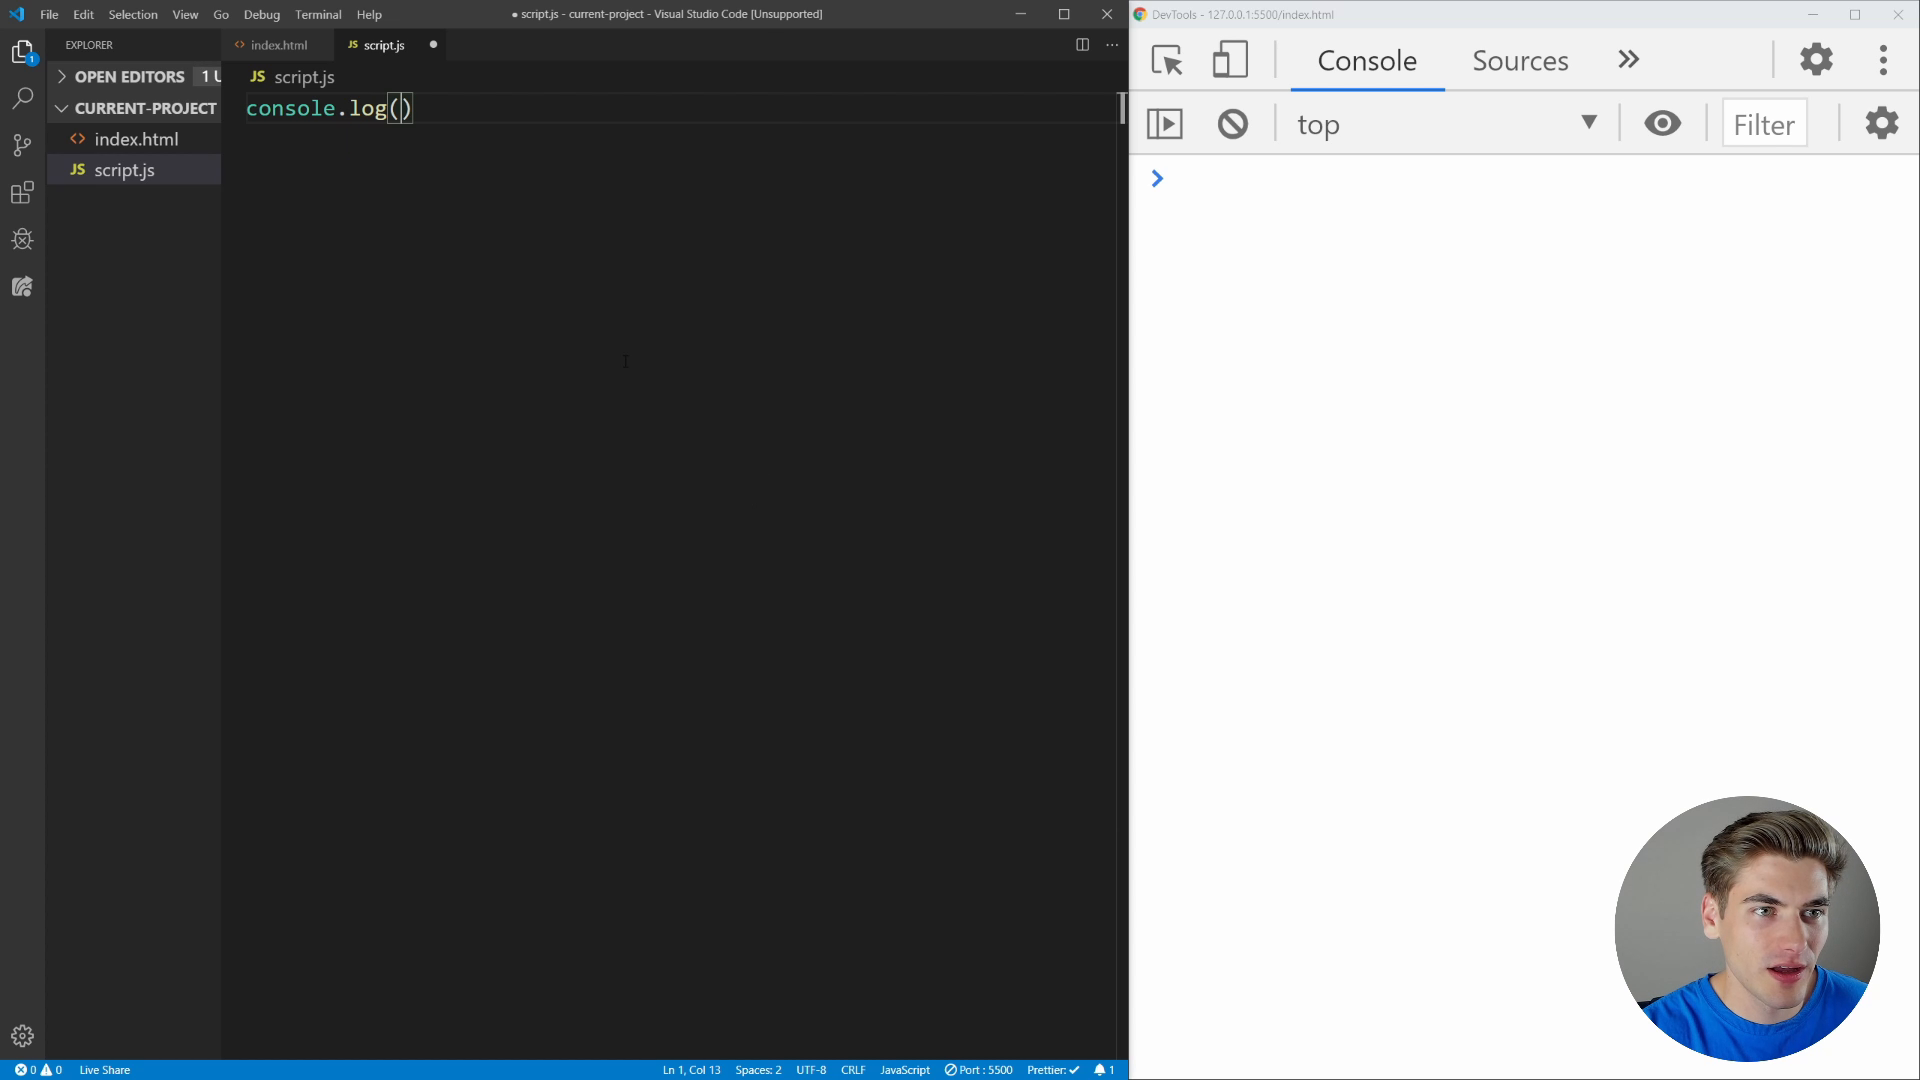 File Edit Selection View Go Debug Terminal Help
● script.js - current-project - Visual Studio Code [Unsupported]
EXPLORER
OPEN EDITORS 1 U
CURRENT-PROJECT
index.html
JS script.js
index.html
JS script.js
JS script.js
console.log()
0 0 Live Share
Ln 1, Col 13 Spaces: 2 UTF-8 CRLF JavaScript Port : 5500 Prettier: ✓ 1
1
DevTools - 127.0.0.1:5500/index.html
Console Sources
top
Filter